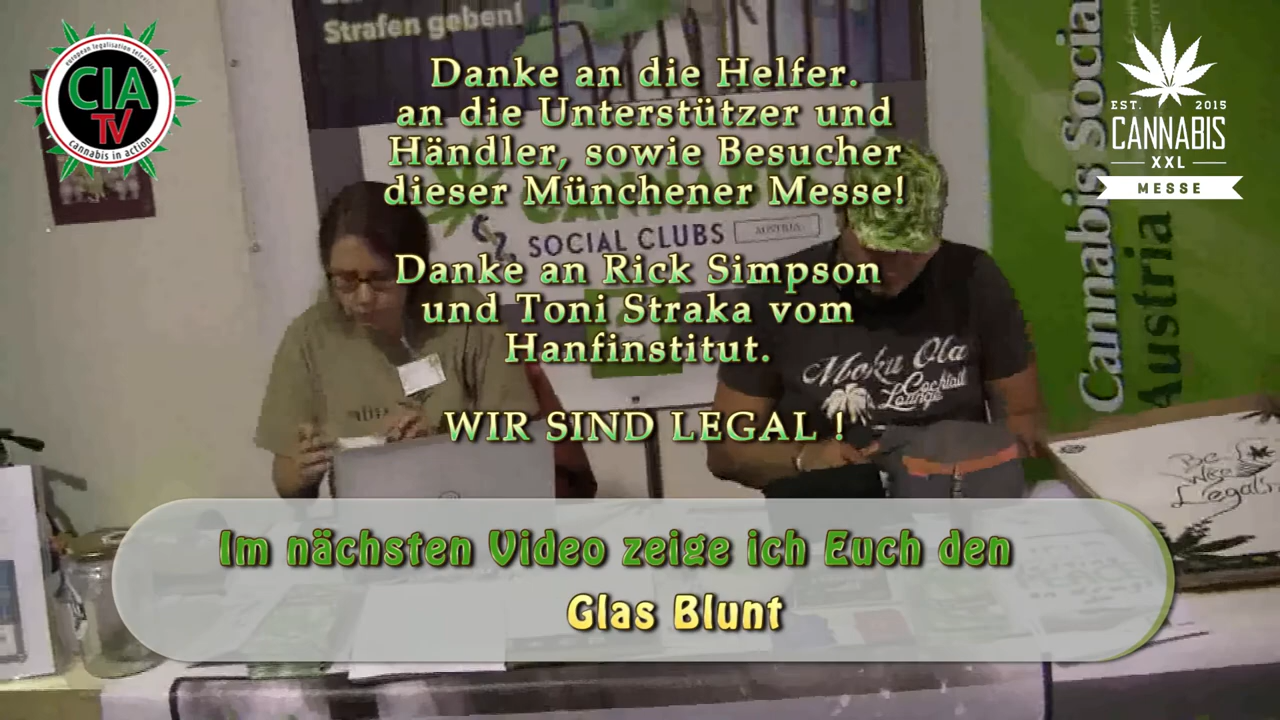 Strafen geben!
european legalisation television
CIA
TV
cannabis in action
EST. 2015
CANNABIS
XXL
MESSE
Danke an die Helfer.
an die Unterstützer und
Händler, sowie Besucher
dieser Münchener Messe!
SOCIAL CLUBS
AUSTRIA
Danke an Rick Simpson
und Toni Straka vom
Hanfinstitut.
WIR SIND LEGAL !
Cannabis Social
Austria
Moku Ola
Cocktail
Lounge
Be
Wise
Im nächsten Video zeige ich Euch den
Glas Blunt